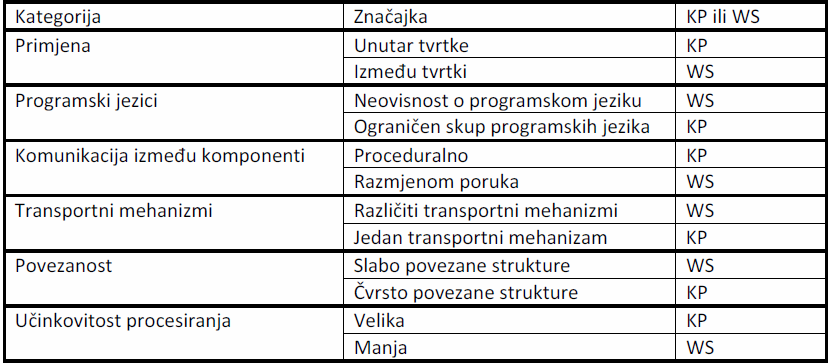 Kategorija Značajka KP ili WS
Primjena Unutar tvrtke KP
Između tvrtki WS
Programski jezici Neovisnost o programskom jeziku WS
Ograničen skup programskih jezika KP
Komunikacija između komponenti Proceduralno KP
Razmjenom poruka WS
Transportni mehanizmi Različiti transportni mehanizmi WS
Jedan transportni mehanizam KP
Povezanost Slabo povezane strukture WS
Čvrsto povezane strukture KP
Učinkovitost procesiranja Velika KP
Manja WS